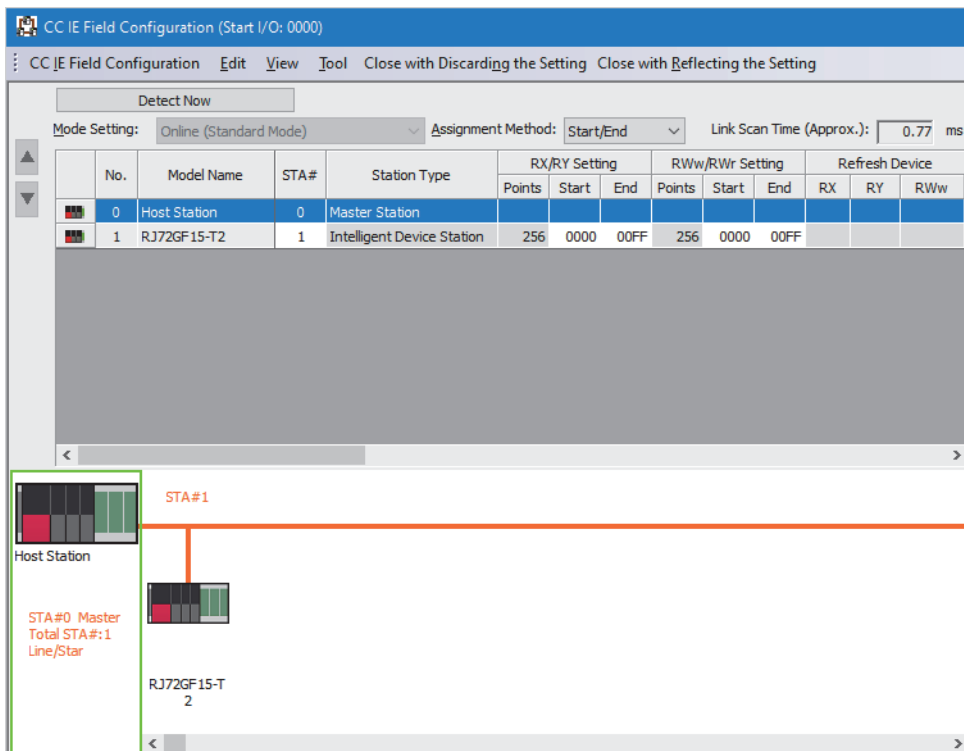 CC IE Field Configuration (Start I/O: 0000)
CC IE Field Configuration Edit View Tool Close with Discarding the Setting Close with Reflecting the Setting
Detect Now
Mode Setting: Online (Standard Mode) Assignment Method: Start/End Link Scan Time (Approx.): 0.77 ms
No. Model Name STA# Station Type RX/RY Setting RWw/RWr Setting Refresh Device
Points Start End Points Start End RX RY RWw
0 Host Station 0 Master Station
1 RJ72GF15-T2 1 Intelligent Device Station 256 0000 00FF 256 0000 00FF
STA#1
Host Station
STA#0 Master
Total STA#:1
Line/Star
RJ72GF15-T
2